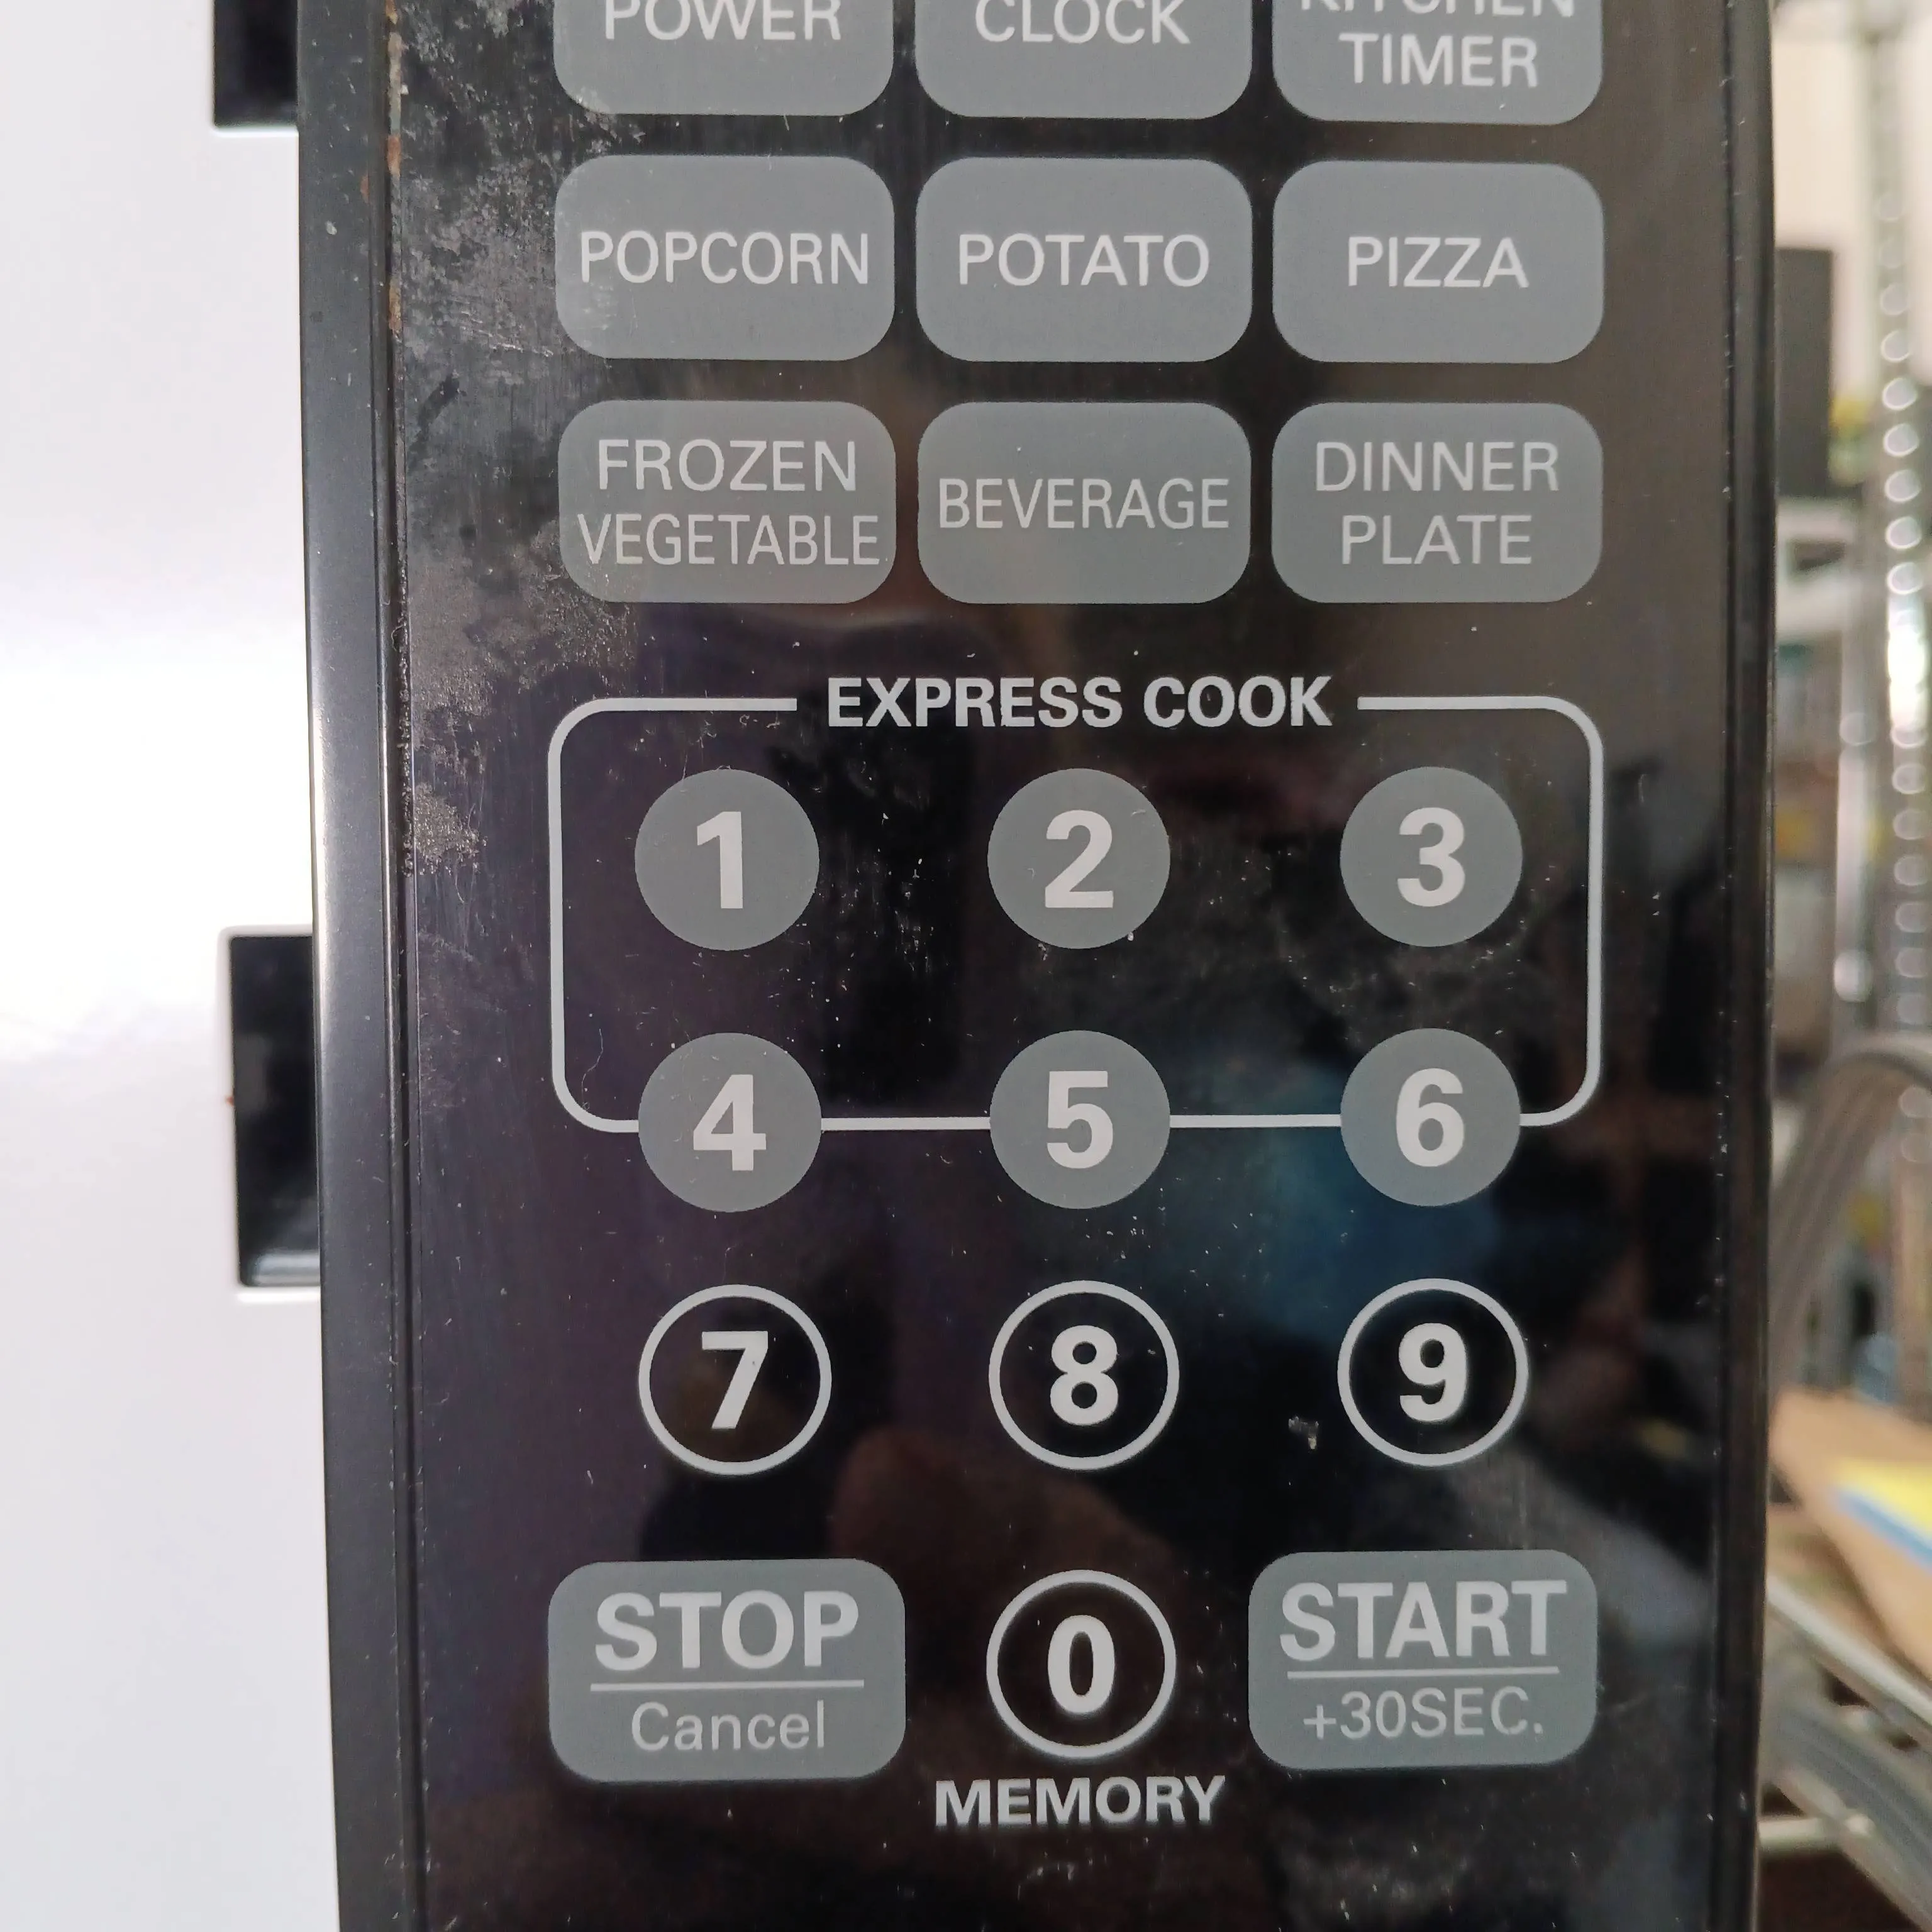 POWER CLOCK KITCHEN
TIMER
POPCORN POTATO PIZZA
FROZEN
VEGETABLE
BEVERAGE
DINNER
PLATE
EXPRESS COOK
1 2 3
4 5 6
7 8 9
STOP
Cancel
0
MEMORY
START
+30SEC.